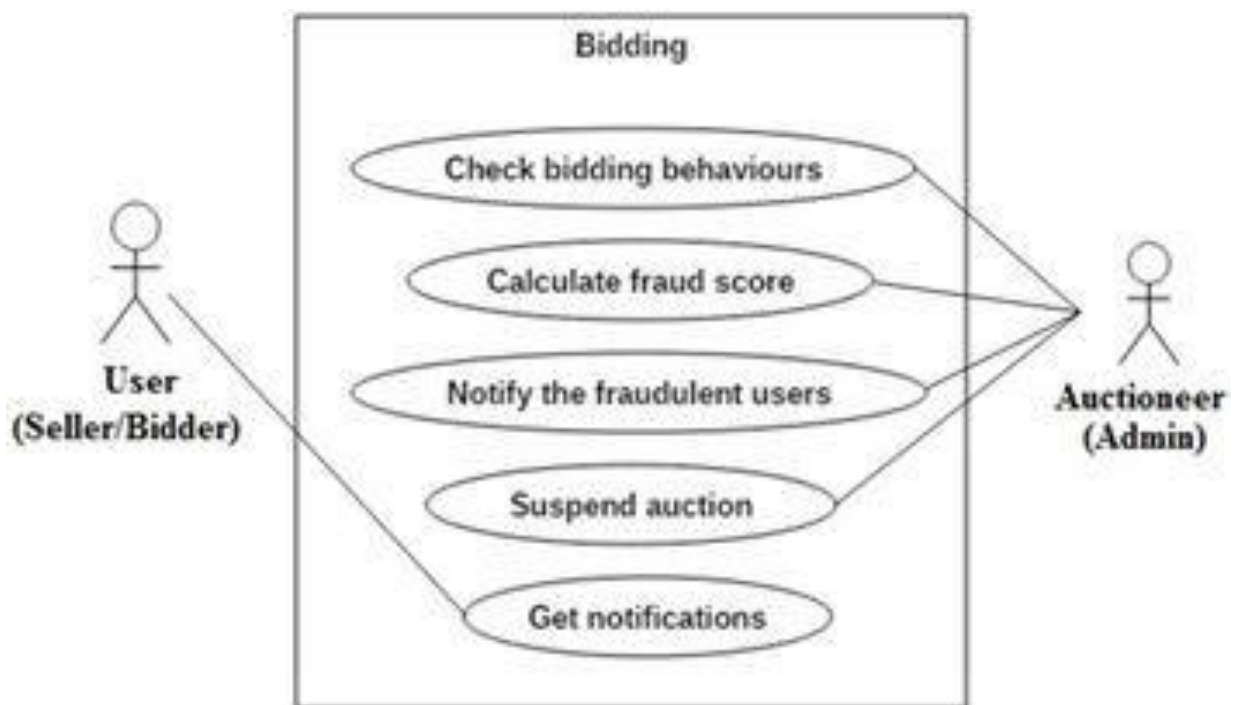 Bidding
Check bidding behaviours
Calculate fraud score
Notify the fraudulent users
Suspend auction
Get notifications
User
(Seller/Bidder)
Auctioneer
(Admin)